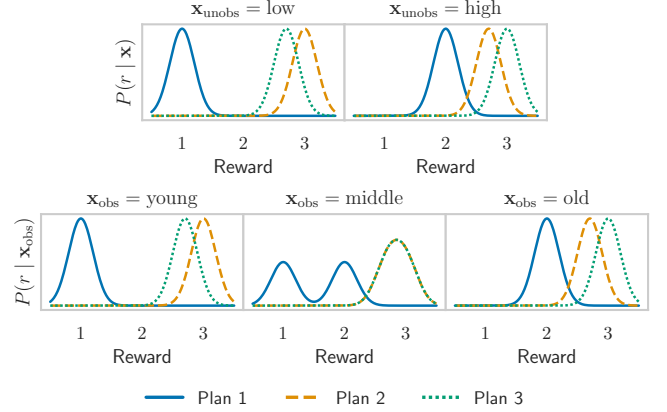 x_unobs = low
x_unobs = high
P(r | x)
1 2 3
1 2 3
Reward
Reward
x_obs = young
x_obs = middle
x_obs = old
P(r | x_obs)
1 2 3
1 2 3
1 2 3
Reward
Reward
Reward
Plan 1
Plan 2
Plan 3